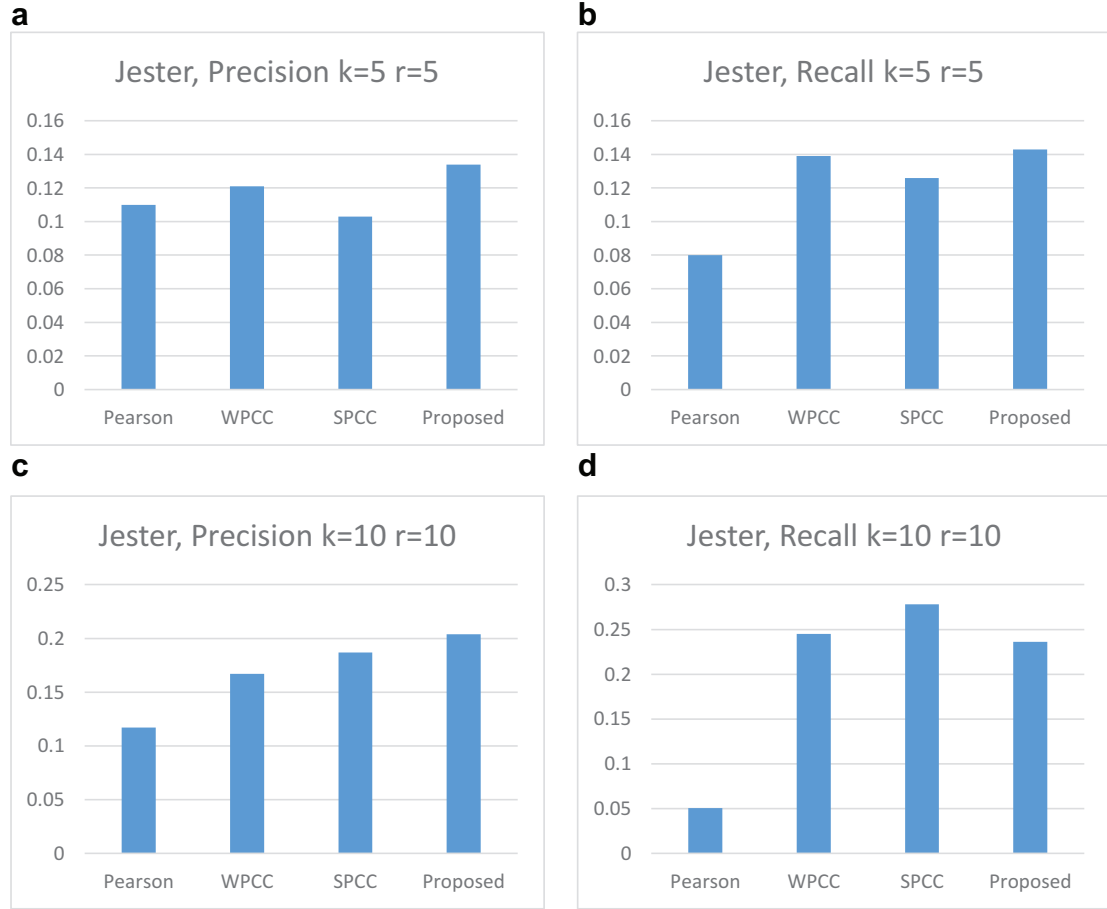 a
Jester, Precision k=5 r=5
0.16
0.14
0.12
0.1
0.08
0.06
0.04
0.02
0
Pearson WPCC SPCC Proposed
b
Jester, Recall k=5 r=5
0.16
0.14
0.12
0.1
0.08
0.06
0.04
0.02
0
Pearson WPCC SPCC Proposed
c
Jester, Precision k=10 r=10
0.25
0.2
0.15
0.1
0.05
0
Pearson WPCC SPCC Proposed
d
Jester, Recall k=10 r=10
0.3
0.25
0.2
0.15
0.1
0.05
0
Pearson WPCC SPCC Proposed